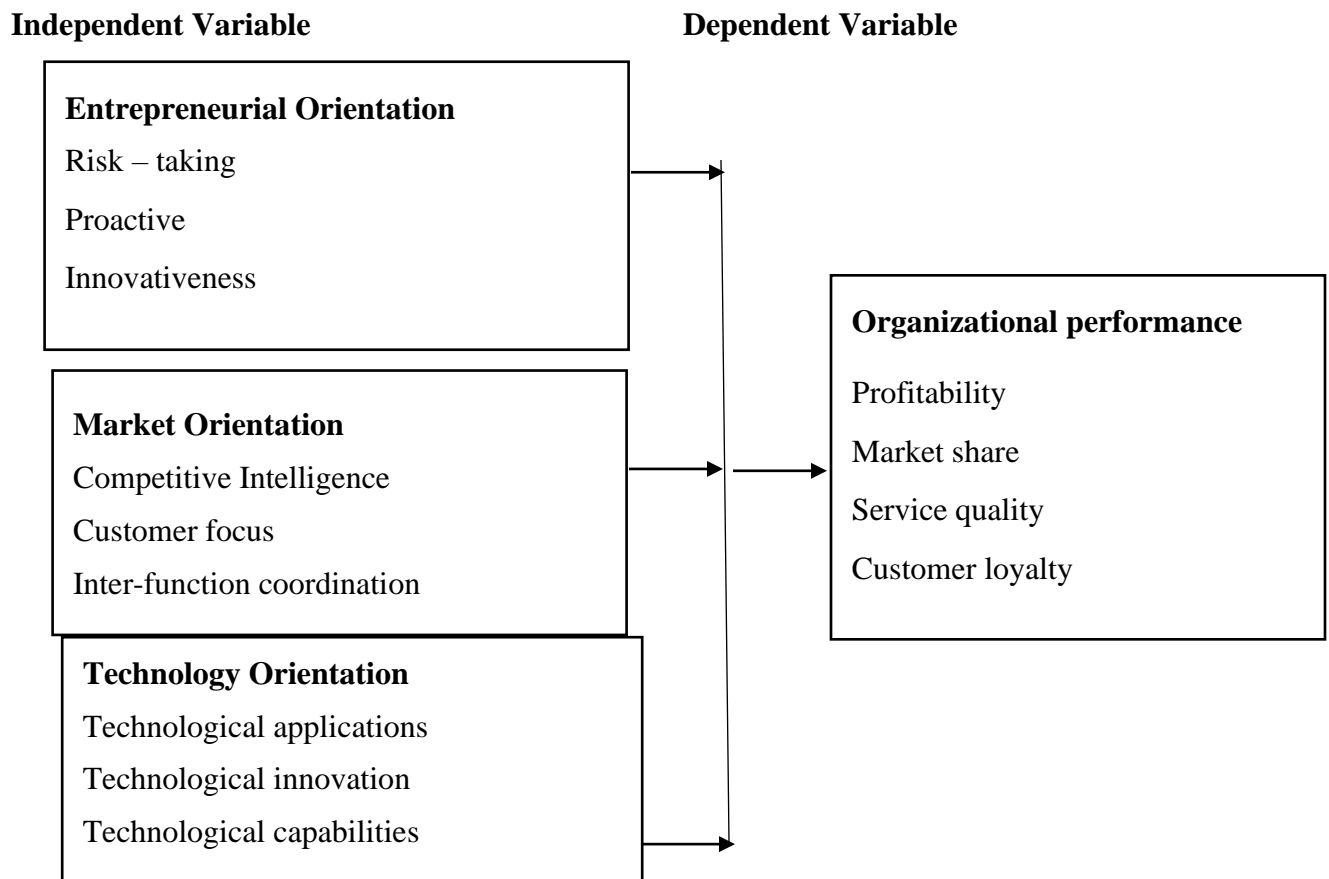 Independent Variable
Dependent Variable
Entrepreneurial Orientation
Risk – taking
Proactive
Innovativeness
Market Orientation
Competitive Intelligence
Customer focus
Inter-function coordination
Technology Orientation
Technological applications
Technological innovation
Technological capabilities
Organizational performance
Profitability
Market share
Service quality
Customer loyalty